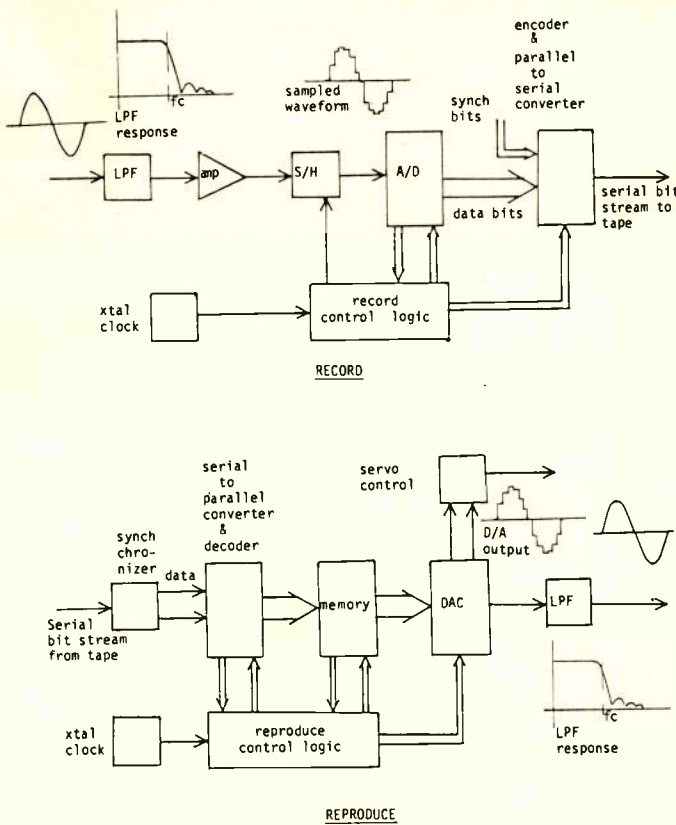 encoder
&
parallel
to
serial
converter
synch
bits
sampled
waveform
fc
LPF
response
LPF
amp
S/H
A/D
data bits
serial bit
stream to
tape
xtal
clock
record
control logic
RECORD
serial
to
parallel
converter
&
decoder
servo
control
D/A
output
synch
chro-
nizer
data
memory
DAC
LPF
Serial
bit stream
from tape
fc
LPF
response
xtal
clock
reproduce
control logic
REPRODUCE